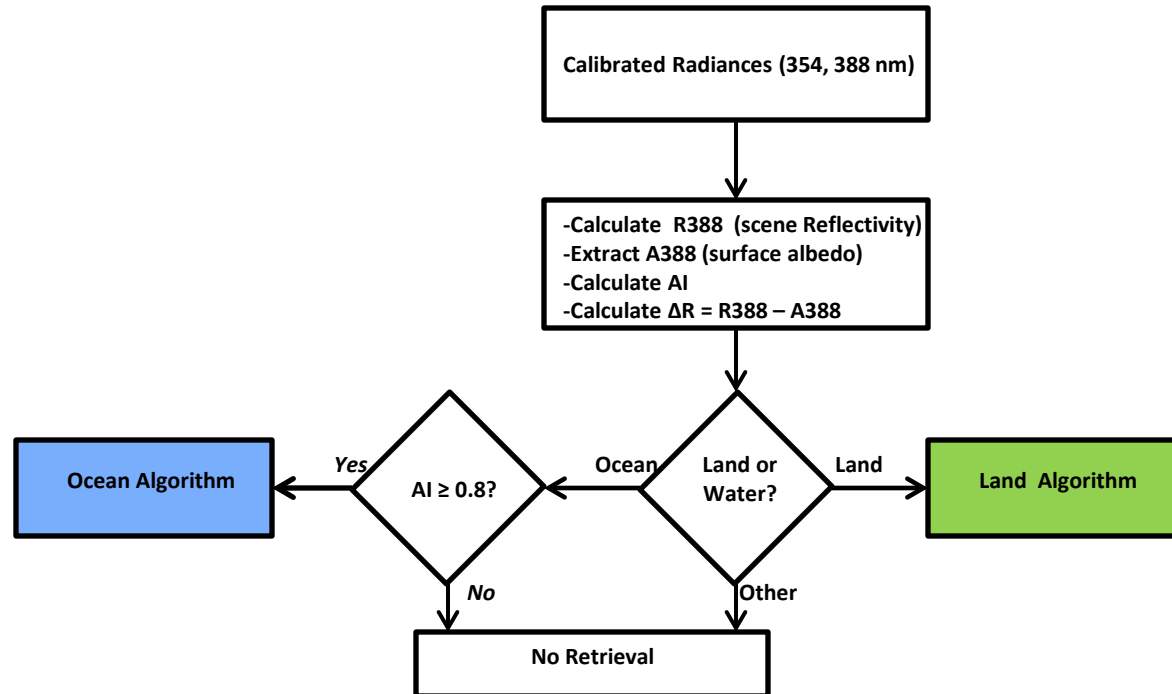 Calibrated Radiances (354, 388 nm)
-Calculate R388 (scene Reflectivity)
-Extract A388 (surface albedo)
-Calculate AI
-Calculate ΔR = R388 – A388
Ocean Algorithm
Yes
AI ≥ 0.8?
Ocean
Land or
Water?
Land
Land Algorithm
No
Other
No Retrieval